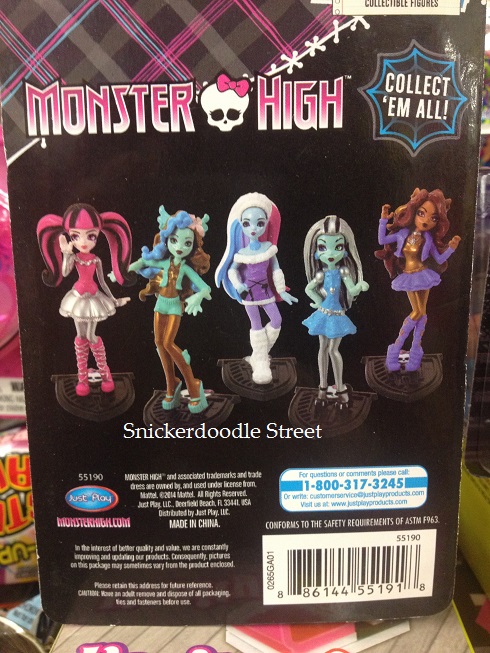 COLLECTIBLE FIGURES
MONSTER HIGH™
COLLECT
'EM ALL!
Snickerdoodle Street
55190
Just Play
MONSTERHIGH.COM
MONSTER HIGH™ and associated trademarks and trade
dress are owned by, and used under license from,
Mattel. ©2014 Mattel. All Rights Reserved.
Just Play, LLC., Deerfield Beach, FL 33441, USA
Distributed by Just Play, LLC.
MADE IN CHINA.
For questions or comments please call:
1-800-317-3245
Or write: customerservice@justplayproducts.com
Visit us at: www.justplayproducts.com
CONFORMS TO THE SAFETY REQUIREMENTS OF ASTM F963.
In the interest of better quality and value, we are constantly
improving and updating our products. Consequently, pictures
on this package may sometimes vary from the product enclosed.
Please retain this address for future reference.
CAUTION: Have an adult remove and dispose of all packaging,
ties and fasteners before use.
0265GA01
55190
8 86144 55191 8